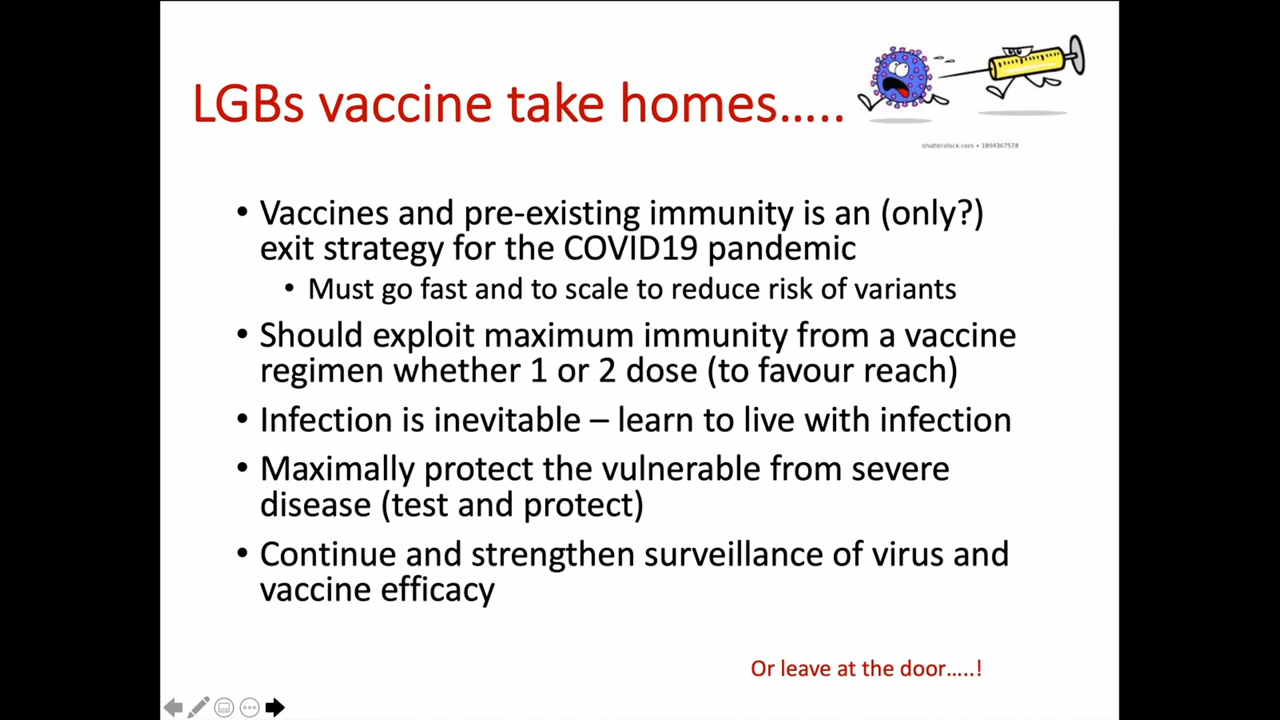 LGBs vaccine take homes…..
shutterstock.com • 1894367578
• Vaccines and pre-existing immunity is an (only?)
exit strategy for the COVID19 pandemic
• Must go fast and to scale to reduce risk of variants
• Should exploit maximum immunity from a vaccine
regimen whether 1 or 2 dose (to favour reach)
• Infection is inevitable – learn to live with infection
• Maximally protect the vulnerable from severe
disease (test and protect)
• Continue and strengthen surveillance of virus and
vaccine efficacy
Or leave at the door…..!